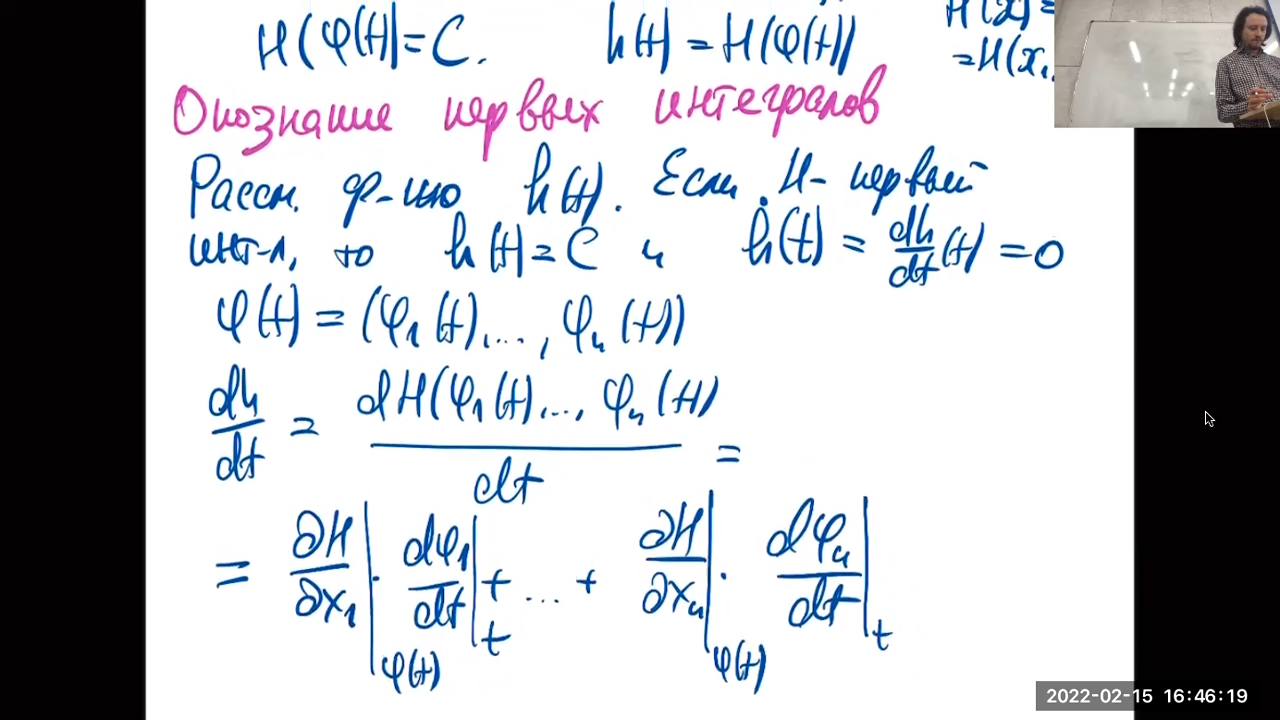 H(φ(t)=C. h(t) = H(φ(t)) H(x)=
=H(x₁
Опознание первых интегралов
Рассм. ф-ию h(t). Если H- первый
инт-л, то h(t)=C и ḣ(t) = dh/dt (t) = 0
φ(t) = (φ₁(t),..., φₙ(t))
dh/dt = dH(φ₁(t),..., φₙ(t)/dt =
= ∂H/∂x₁|φ(t) · dφ₁/dt|t + ... + ∂H/∂xₙ|φ(t) · dφₙ/dt|t
2022-02-15 16:46:19